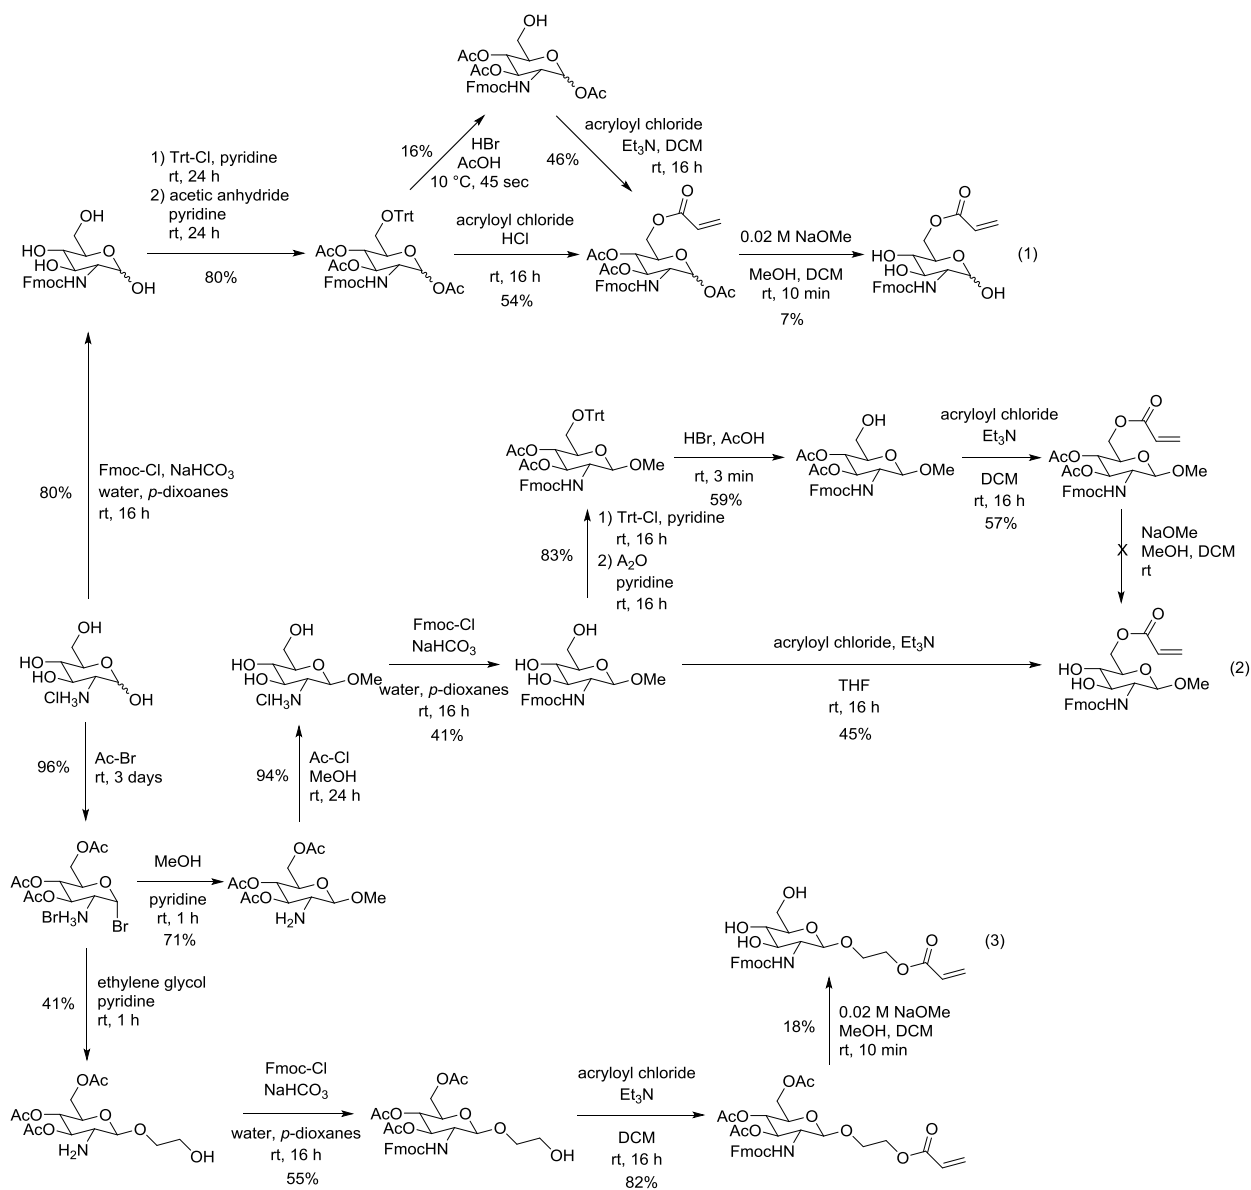 OH
AcO
O
AcO
FmocHN
OAc
16%
HBr
AcOH
10 °C, 45 sec
acryloyl chloride
Et3N, DCM
rt, 16 h
46%
1) Trt-Cl, pyridine
rt, 24 h
2) acetic anhydride
pyridine
rt, 24 h
80%
OH
HO
O
HO
FmocHN
OH
OTrt
AcO
O
AcO
FmocHN
OAc
acryloyl chloride
HCl
rt, 16 h
54%
O
O
AcO
O
AcO
FmocHN
OAc
0.02 M NaOMe
MeOH, DCM
rt, 10 min
7%
O
O
HO
O
HO
FmocHN
OH
(1)
80%
Fmoc-Cl, NaHCO3
water, p-dixoanes
rt, 16 h
OTrt
AcO
O
AcO
OMe
FmocHN
HBr, AcOH
rt, 3 min
59%
OH
AcO
O
AcO
OMe
FmocHN
acryloyl chloride
Et3N
DCM
rt, 16 h
57%
O
O
AcO
O
AcO
OMe
FmocHN
83%
1) Trt-Cl, pyridine
rt, 16 h
2) A2O
pyridine
rt, 16 h
X
NaOMe
MeOH, DCM
rt
OH
HO
O
HO
OH
ClH3N
OH
HO
O
HO
OMe
ClH3N
Fmoc-Cl
NaHCO3
water, p-dioxanes
rt, 16 h
41%
OH
HO
O
HO
OMe
FmocHN
acryloyl chloride, Et3N
THF
rt, 16 h
45%
O
O
HO
O
HO
OMe
FmocHN
(2)
96%
Ac-Br
rt, 3 days
94%
Ac-Cl
MeOH
rt, 24 h
OAc
AcO
O
AcO
BrH3N
Br
MeOH
pyridine
rt, 1 h
71%
OAc
AcO
O
AcO
OMe
H2N
OH
HO
O
HO
O
FmocHN
O
O
(3)
41%
ethylene glycol
pyridine
rt, 1 h
18%
0.02 M NaOMe
MeOH, DCM
rt, 10 min
OAc
AcO
O
AcO
O
H2N
OH
Fmoc-Cl
NaHCO3
water, p-dioxanes
rt, 16 h
55%
OAc
AcO
O
AcO
O
FmocHN
OH
acryloyl chloride
Et3N
DCM
rt, 16 h
82%
OAc
AcO
O
AcO
O
FmocHN
O
O